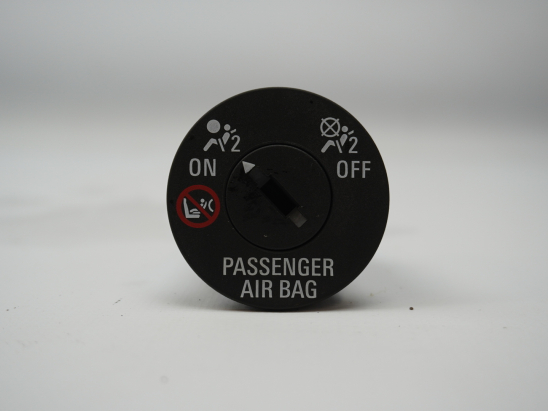 2 2
ON OFF
PASSENGER
AIR BAG